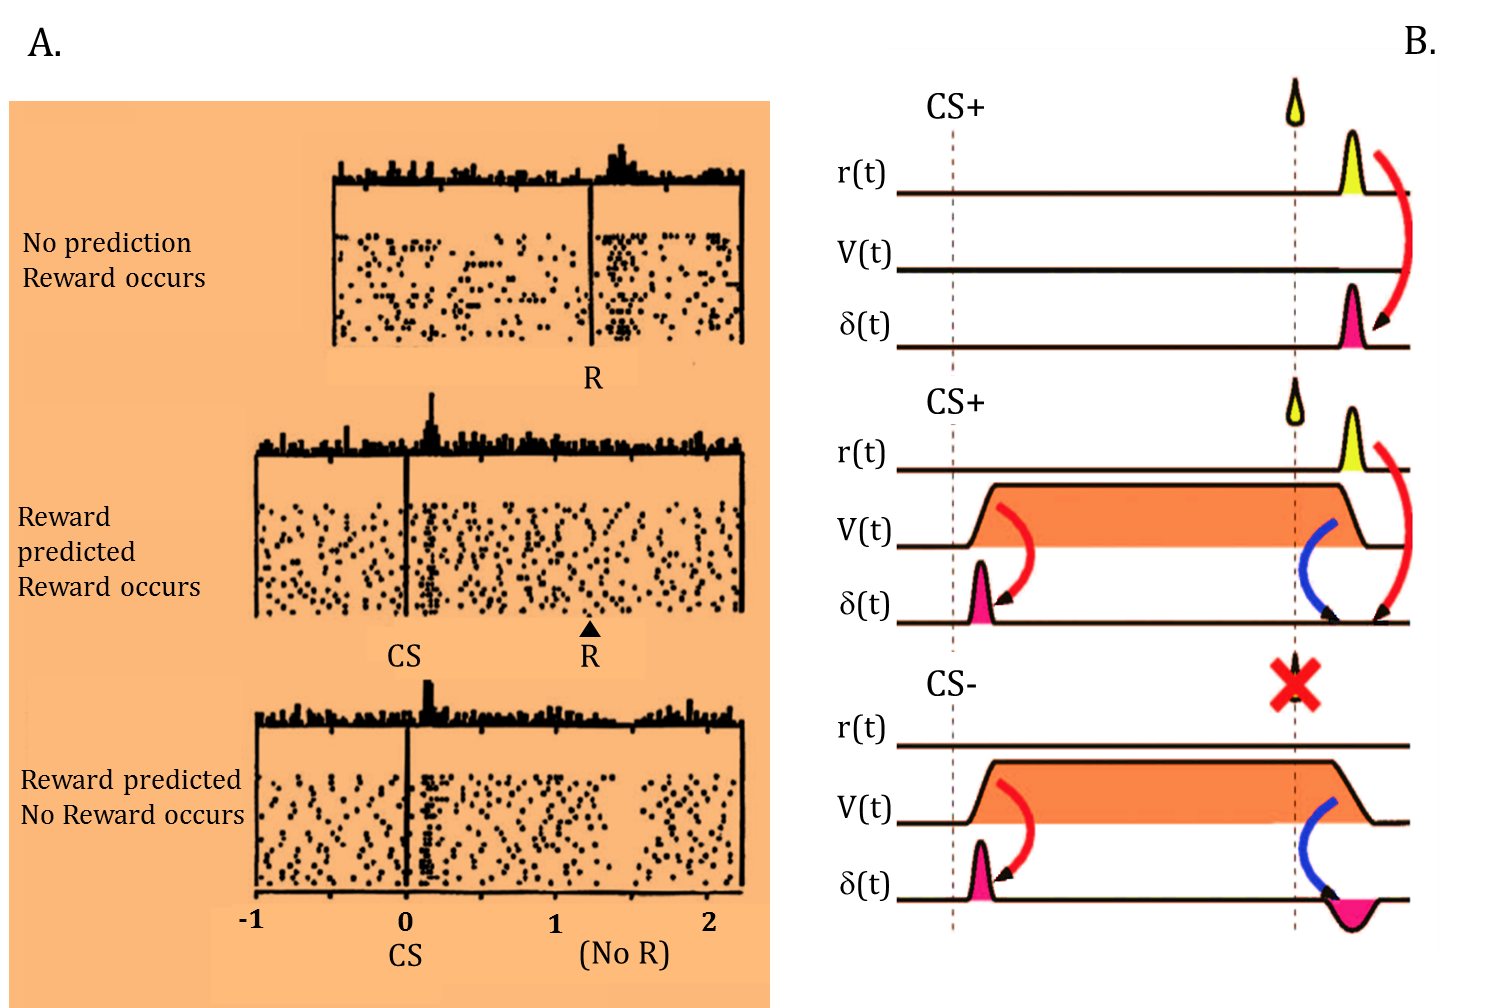 A.
No prediction
Reward occurs
R
Reward
predicted
Reward occurs
CS
R
Reward predicted
No Reward occurs
-1 0 1 2
CS (No R)
B.
CS+
r(t)
V(t)
δ(t)
CS+
r(t)
V(t)
δ(t)
CS-
r(t)
V(t)
δ(t)